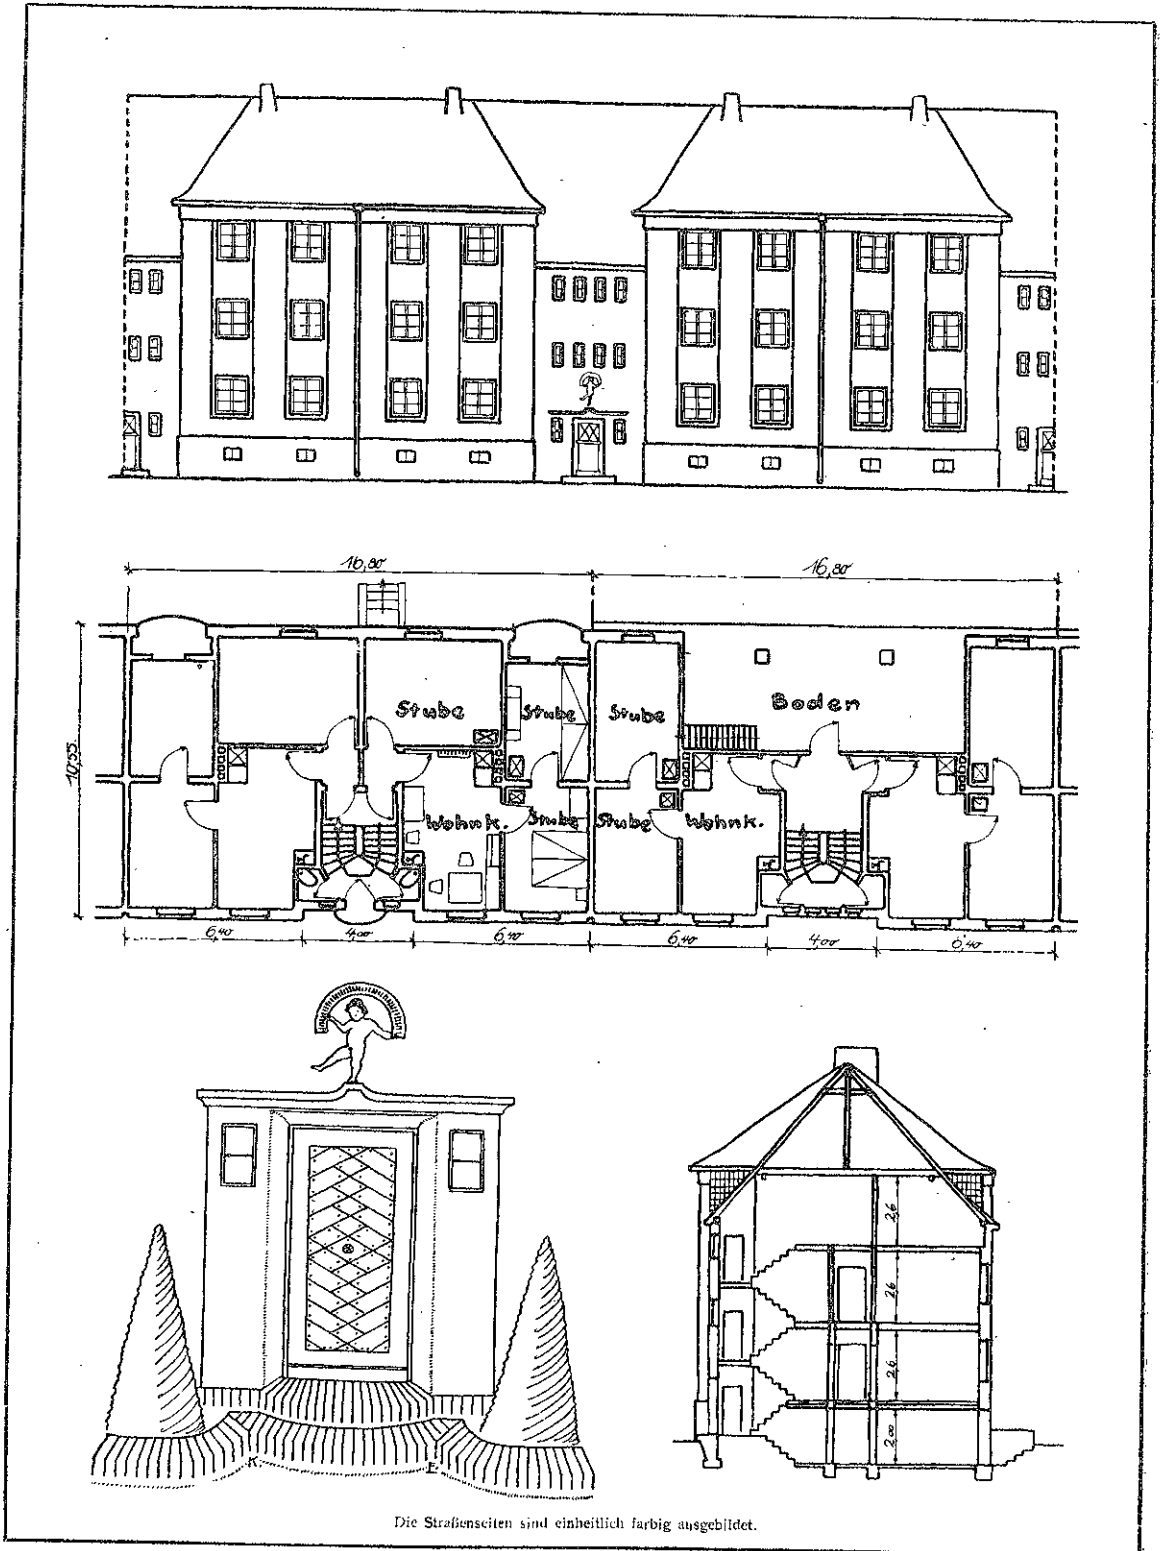 16,80 16,80
10,55
Stube Stube Stube Boden
Wohnk. Stube Stube Wohnk.
6,40 4,00 6,40 6,40 4,00 6,40
2,6
2,6
2,6
2,00
Die Straßenseiten sind einheitlich farbig ausgebildet.